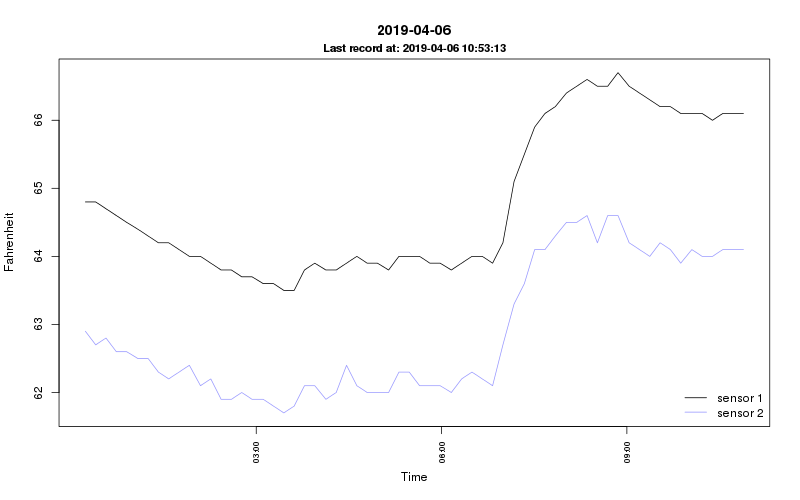 2019-04-06
Last record at: 2019-04-06 10:53:13
Fahrenheit
66
65
64
63
62
sensor 1
sensor 2
03:00
06:00
09:00
Time